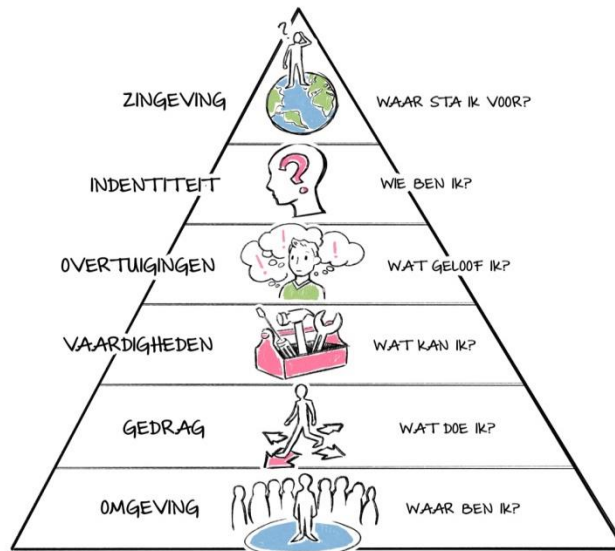 ?
ZINGEVING WAAR STA IK VOOR?
INDENTITEIT ? WIE BEN IK?
! ! !
OVERTUIGINGEN WAT GELOOF IK?
VAARDIGHEDEN WAT KAN IK?
GEDRAG WAT DOE IK?
OMGEVING WAAR BEN IK?